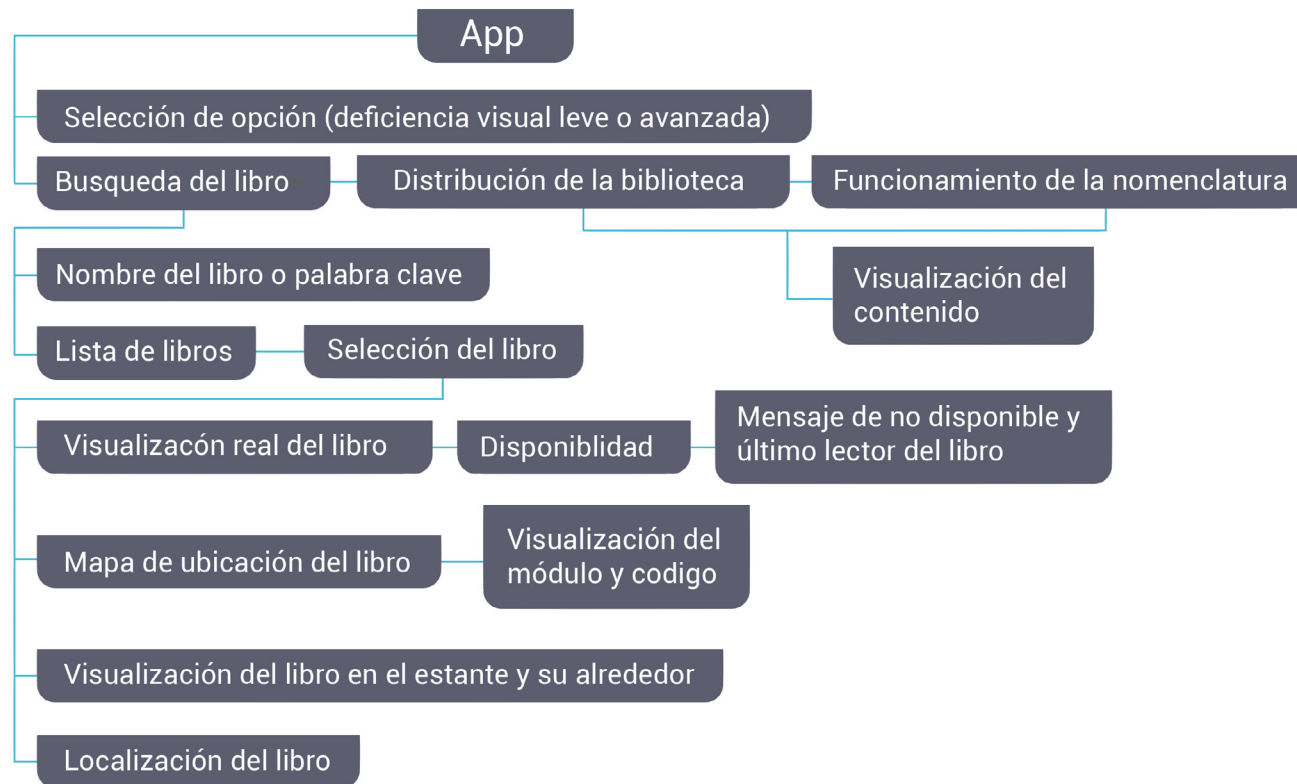 App
Selección de opción (deficiencia visual leve o avanzada)
Busqueda del libro
Distribución de la biblioteca
Funcionamiento de la nomenclatura
Visualización del
contenido
Nombre del libro o palabra clave
Lista de libros
Selección del libro
Visualizacón real del libro
Disponiblidad
Mensaje de no disponible y
último lector del libro
Mapa de ubicación del libro
Visualización del
módulo y codigo
Visualización del libro en el estante y su alrededor
Localización del libro